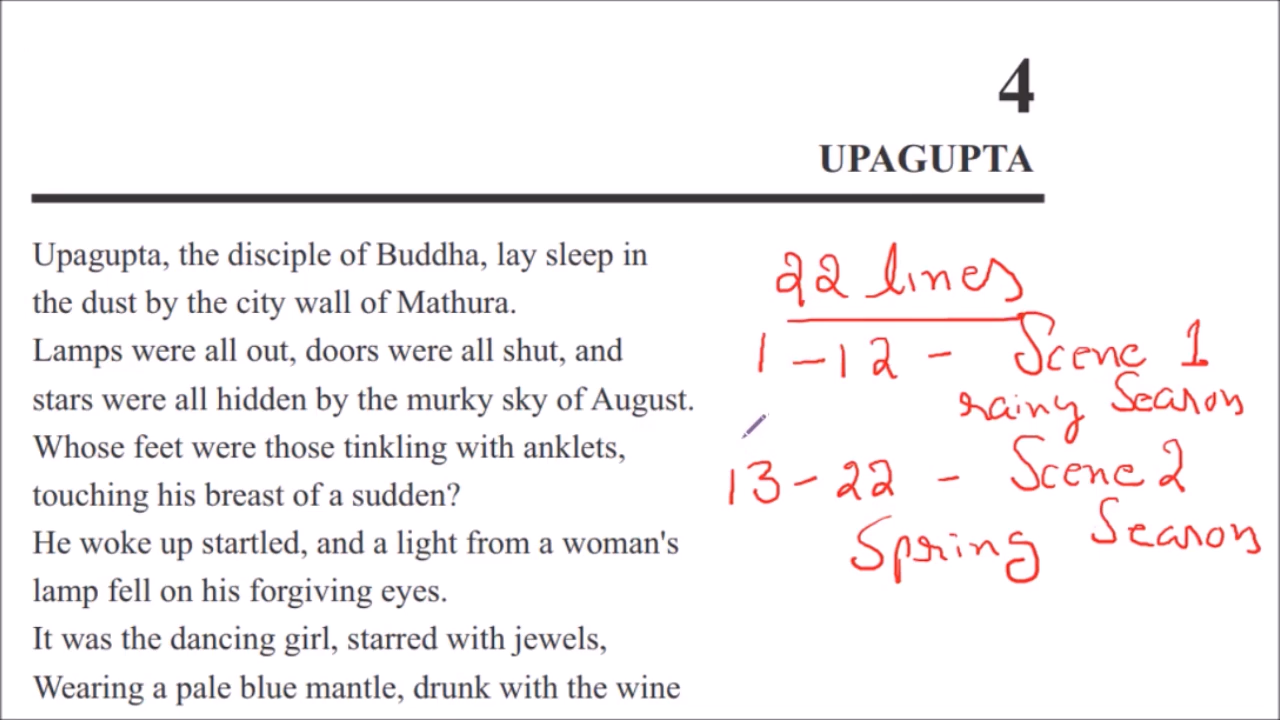 4
UPAGUPTA
Upagupta, the disciple of Buddha, lay sleep in
the dust by the city wall of Mathura.
Lamps were all out, doors were all shut, and
stars were all hidden by the murky sky of August.
Whose feet were those tinkling with anklets,
touching his breast of a sudden?
He woke up startled, and a light from a woman's
lamp fell on his forgiving eyes.
It was the dancing girl, starred with jewels,
Wearing a pale blue mantle, drunk with the wine
22 lines
1 - 12 - Scene 1
rainy Season
13 - 22 - Scene 2
Spring Season